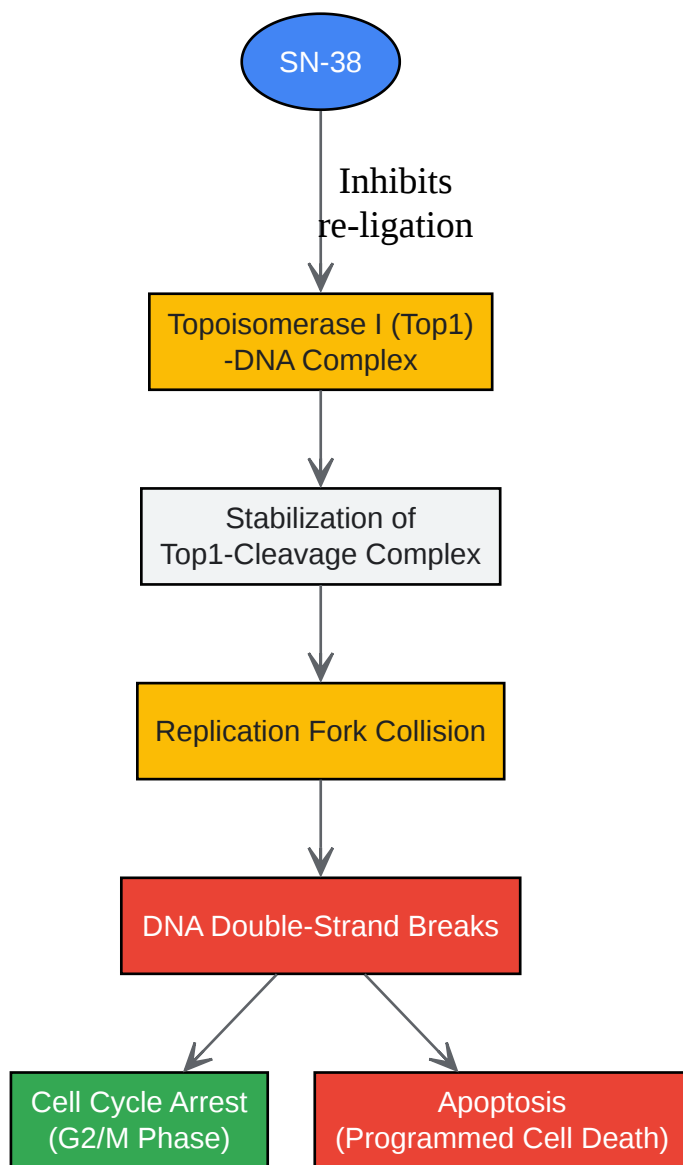 SN-38
Inhibits
re-ligation
Topoisomerase I (Top1)
-DNA Complex
Stabilization of
Top1-Cleavage Complex
Replication Fork Collision
DNA Double-Strand Breaks
Cell Cycle Arrest
(G2/M Phase)
Apoptosis
(Programmed Cell Death)